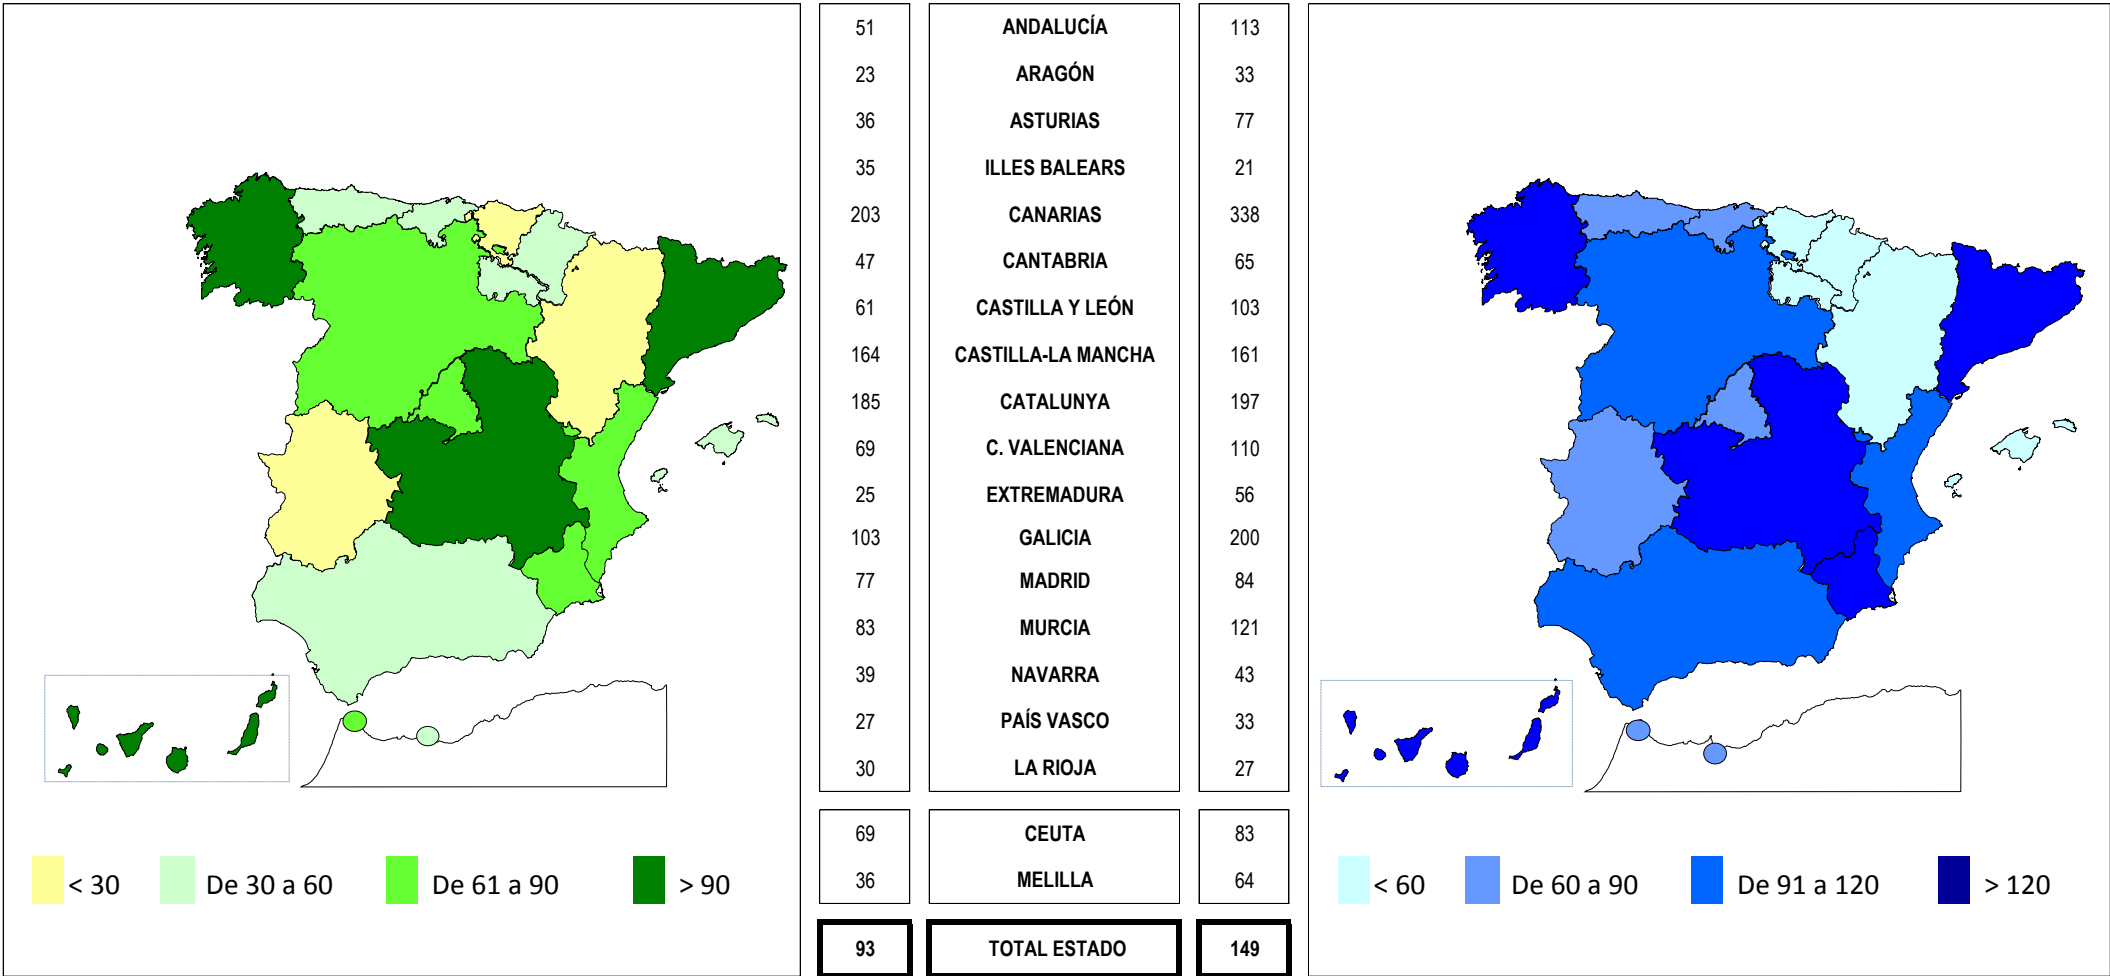 51 ANDALUCÍA 113
23 ARAGÓN 33
36 ASTURIAS 77
35 ILLES BALEARS 21
203 CANARIAS 338
47 CANTABRIA 65
61 CASTILLA Y LEÓN 103
164 CASTILLA-LA MANCHA 161
185 CATALUNYA 197
69 C. VALENCIANA 110
25 EXTREMADURA 56
103 GALICIA 200
77 MADRID 84
83 MURCIA 121
39 NAVARRA 43
27 PAÍS VASCO 33
30 LA RIOJA 27
69 CEUTA 83
36 MELILLA 64
93 TOTAL ESTADO 149
< 30 De 30 a 60 De 61 a 90 > 90
< 60 De 60 a 90 De 91 a 120 > 120